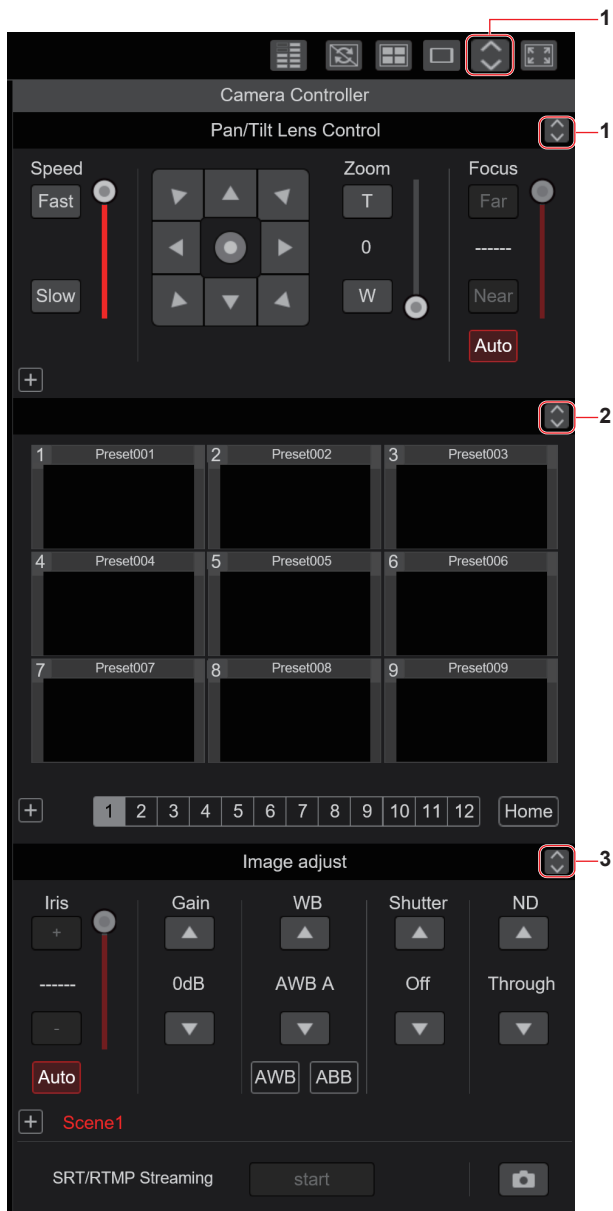 1
Camera Controller
Pan/Tilt Lens Control
1
Speed
Zoom
Focus
Fast
T
Far
0
------
Slow
W
Near
Auto
+
2
1 Preset001
2 Preset002
3 Preset003
4 Preset004
5 Preset005
6 Preset006
7 Preset007
8 Preset008
9 Preset009
+
1 2 3 4 5 6 7 8 9 10 11 12
Home
Image adjust
3
Iris
Gain
WB
Shutter
ND
+
------
0dB
AWB A
Off
Through
-
Auto
AWB
ABB
+
Scene1
SRT/RTMP Streaming
start